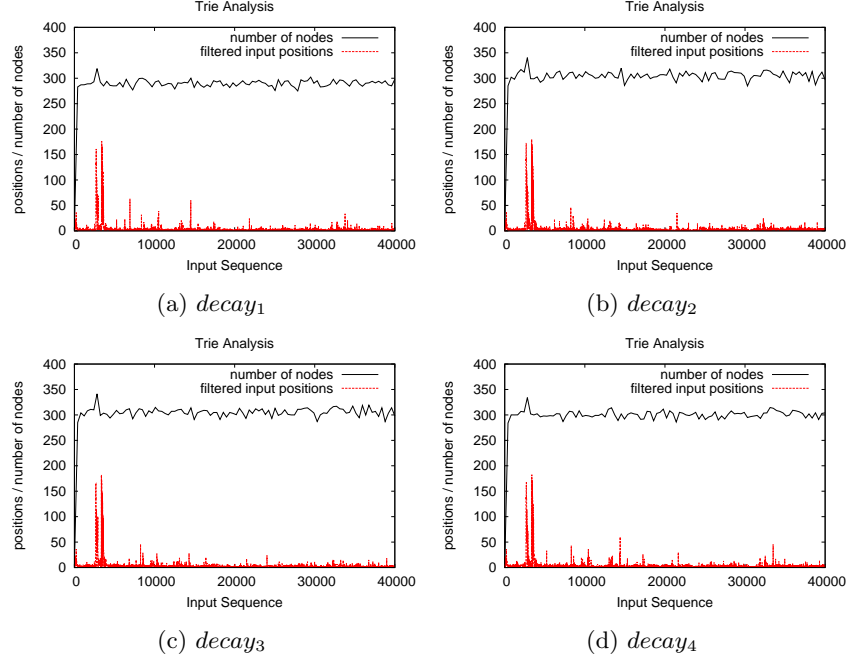 Trie Analysis
400
350
300
250
200
150
100
50
0
positions / number of nodes
number of nodes
filtered input positions
0
10000
20000
30000
40000
Input Sequence
(a) decay₁
Trie Analysis
400
350
300
250
200
150
100
50
0
positions / number of nodes
number of nodes
filtered input positions
0
10000
20000
30000
40000
Input Sequence
(b) decay₂
Trie Analysis
400
350
300
250
200
150
100
50
0
positions / number of nodes
number of nodes
filtered input positions
0
10000
20000
30000
40000
Input Sequence
(c) decay₃
Trie Analysis
400
350
300
250
200
150
100
50
0
positions / number of nodes
number of nodes
filtered input positions
0
10000
20000
30000
40000
Input Sequence
(d) decay₄